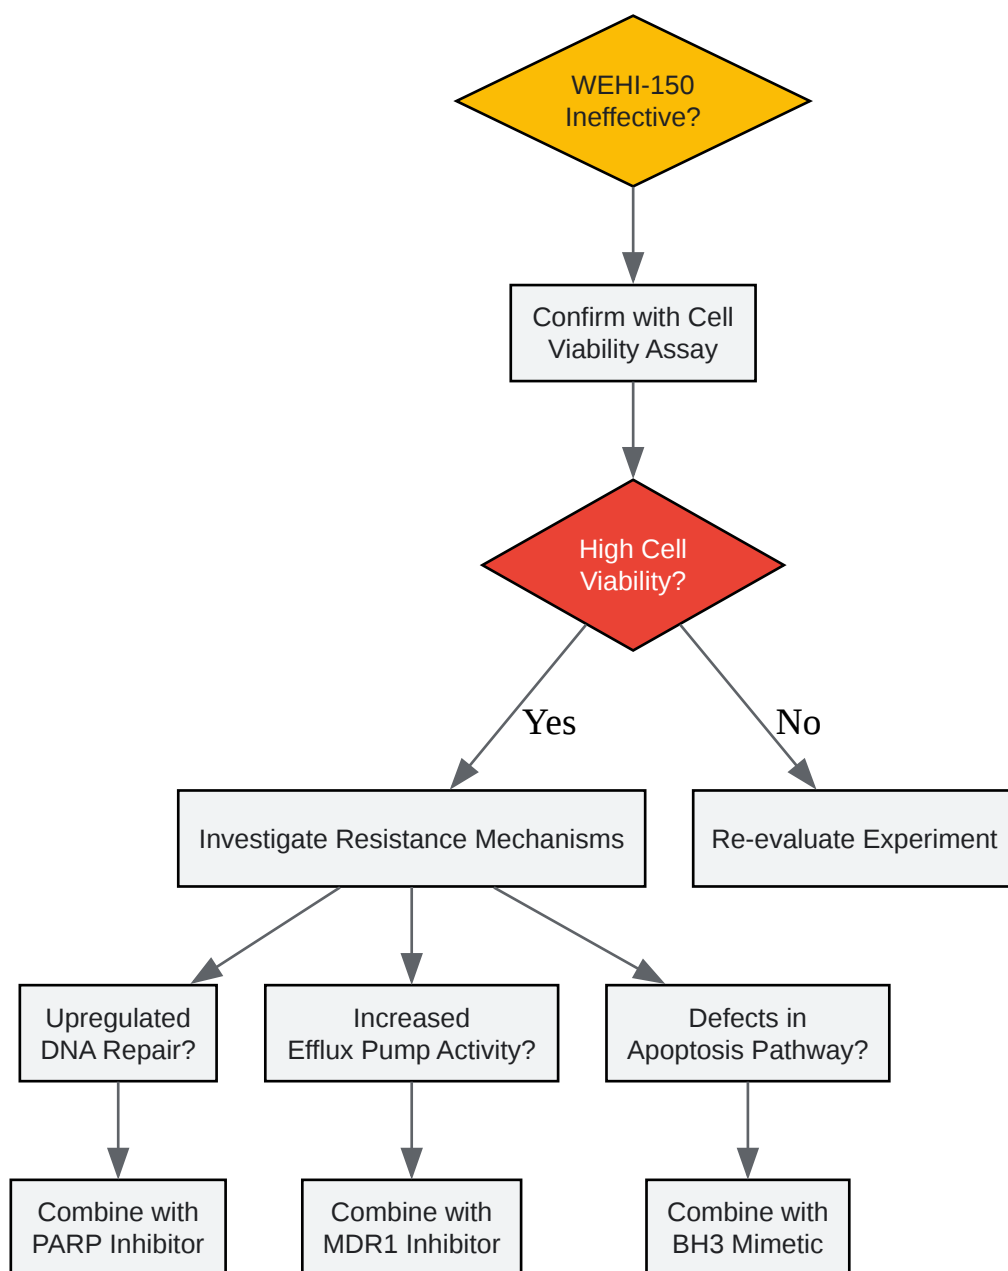 WEHI-150
Ineffective?
Confirm with Cell
Viability Assay
High Cell
Viability?
Yes
No
Investigate Resistance Mechanisms
Re-evaluate Experiment
Upregulated
DNA Repair?
Increased
Efflux Pump Activity?
Defects in
Apoptosis Pathway?
Combine with
PARP Inhibitor
Combine with
MDR1 Inhibitor
Combine with
BH3 Mimetic